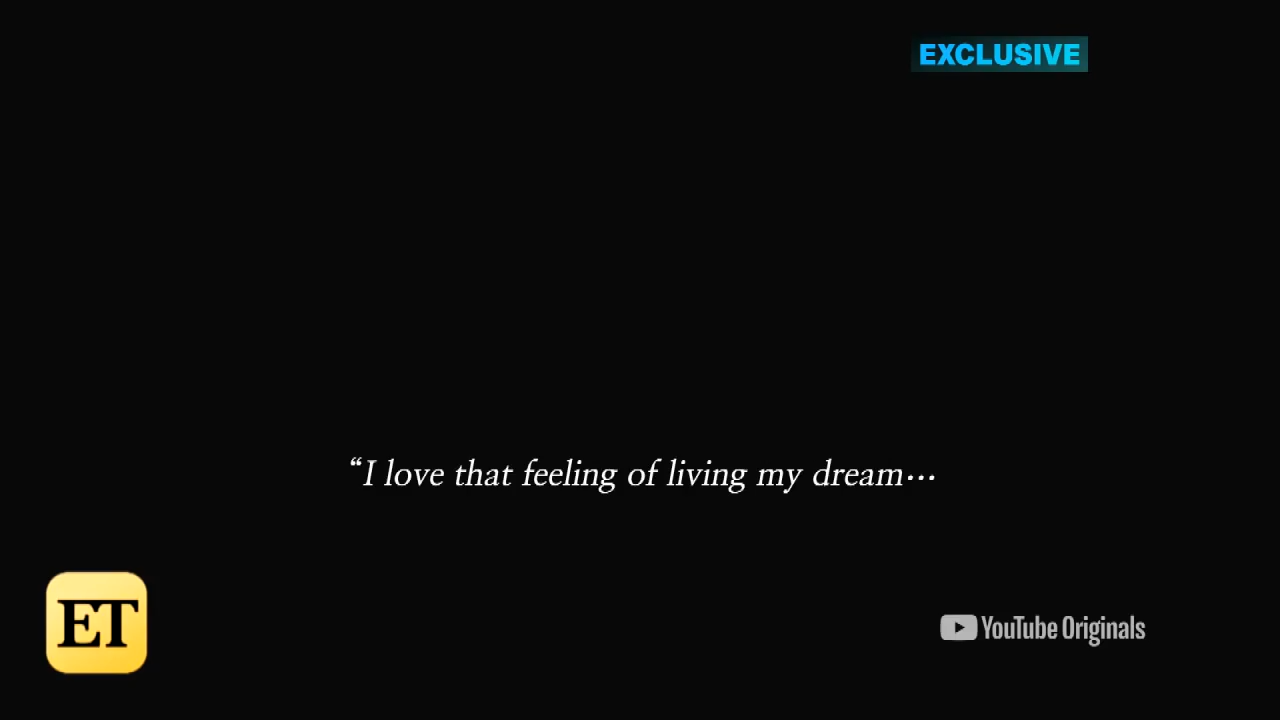 EXCLUSIVE
“I love that feeling of living my dream…
ET
YouTube Originals